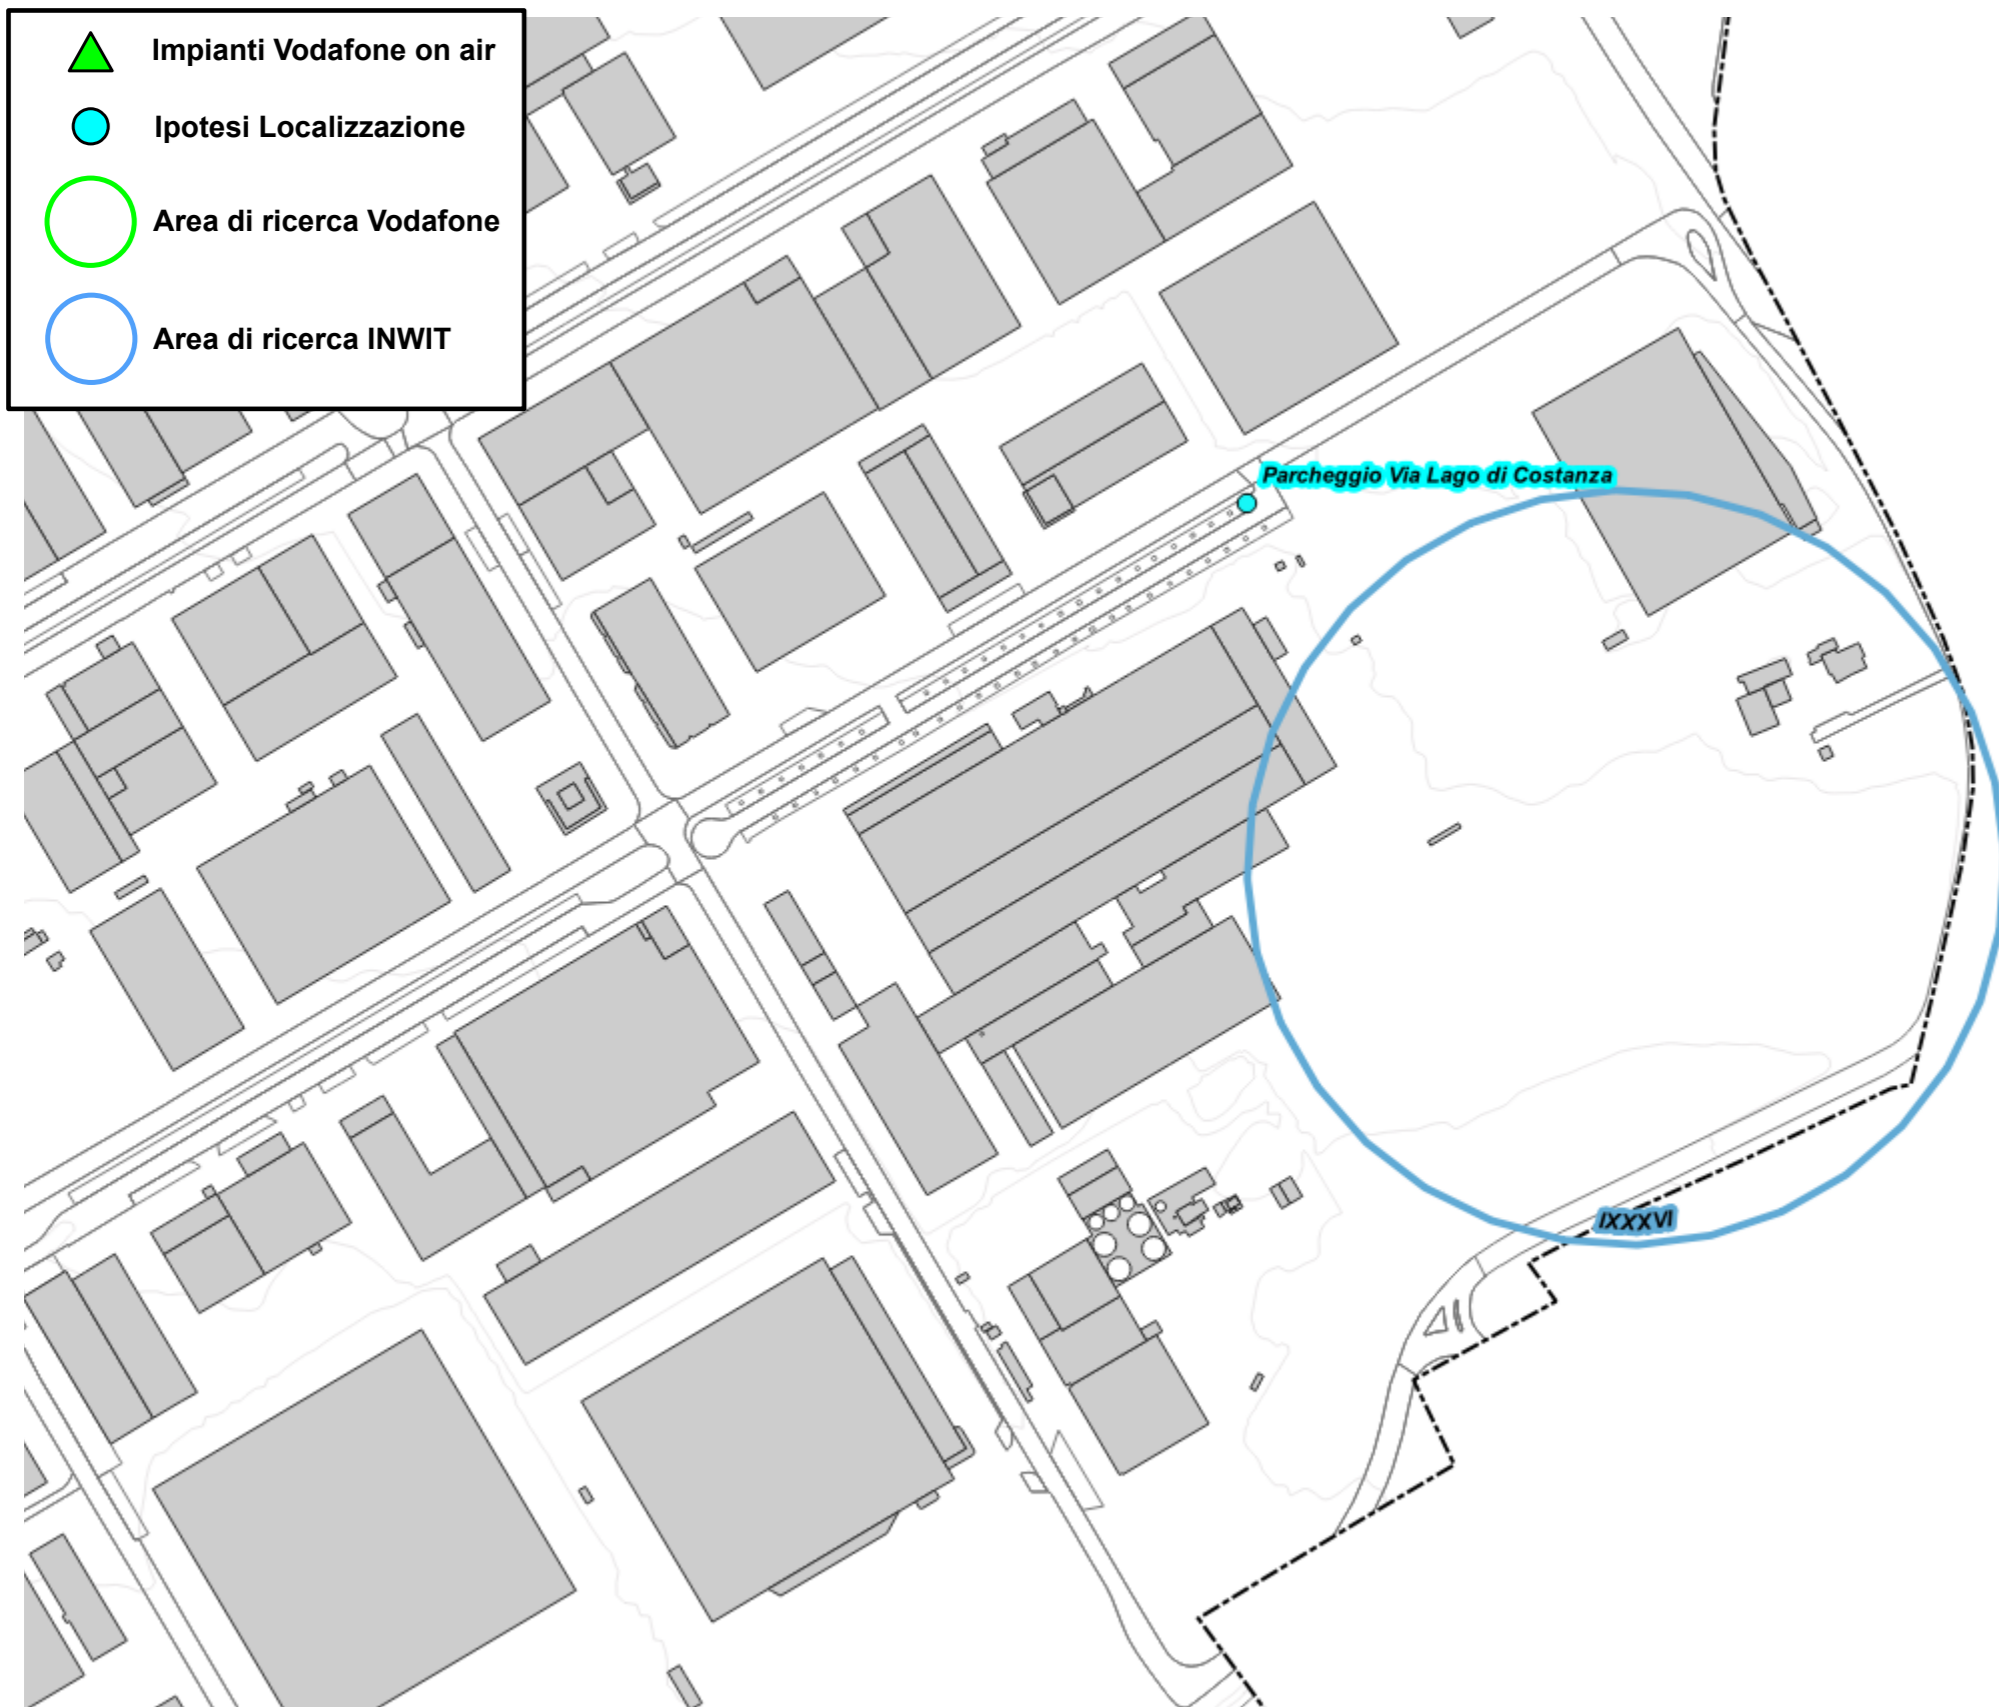 Impianti Vodafone on air
Ipotesi Localizzazione
Area di ricerca Vodafone
Area di ricerca INWIT
Parcheggio Via Lago di Costanza
IXXXVI